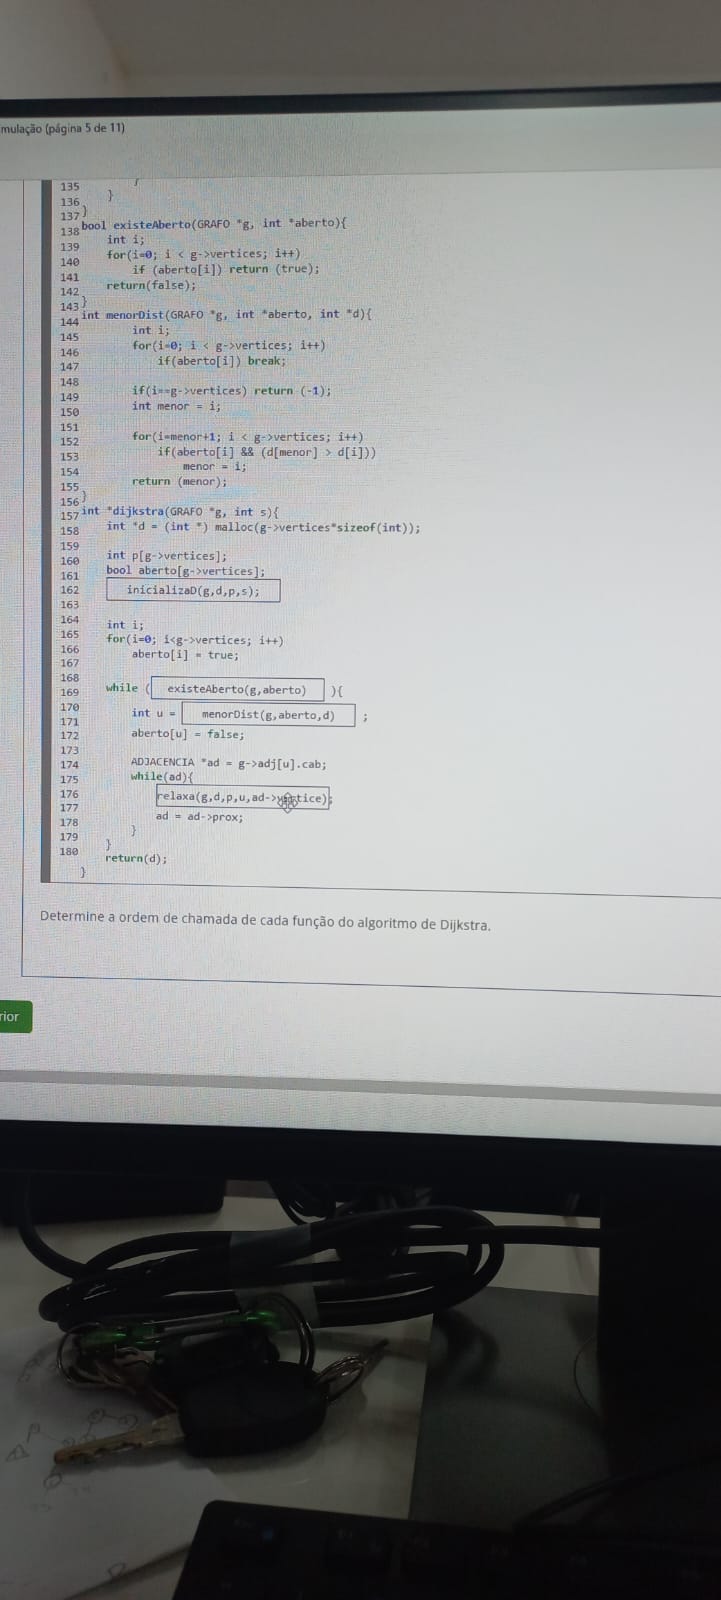 mulação (página 5 de 11)
135 }
136 }
137 }
138 bool existeAberto(GRAFO *g, int *aberto){
139 int i;
140 for(i=0; i < g->vertices; i++)
141 if (aberto[i]) return (true);
142 return(false);
143 }
144 int menorDist(GRAFO *g, int *aberto, int *d){
145 int i;
146 for(i=0; i < g->vertices; i++)
147 if(aberto[i]) break;
148
149 if(i==g->vertices) return (-1);
150 int menor = i;
151
152 for(i=menor+1; i < g->vertices; i++)
153 if(aberto[i] && (d[menor] > d[i]))
154 menor = i;
155 return (menor);
156 }
157 int *dijkstra(GRAFO *g, int s){
158 int *d = (int *) malloc(g->vertices*sizeof(int));
159
160 int p[g->vertices];
161 bool aberto[g->vertices];
162 inicializaD(g,d,p,s);
163
164 int i;
165 for(i=0; i<g->vertices; i++)
166 aberto[i] = true;
167
168
169 while ( existeAberto(g,aberto) ){
170
171 int u = menorDist(g,aberto,d) ;
172 aberto[u] = false;
173
174 ADJACENCIA *ad = g->adj[u].cab;
175 while(ad){
176 relaxa(g,d,p,u,ad->vertice);
177
178 ad = ad->prox;
179 }
180 }
return(d);
}
Determine a ordem de chamada de cada função do algoritmo de Dijkstra.
rior